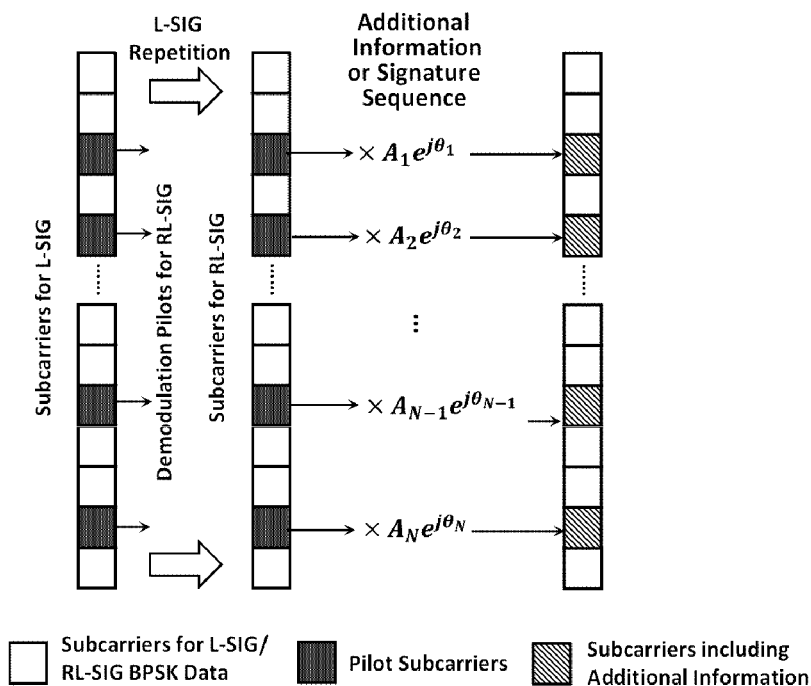 L-SIG
Repetition
Additional
Information
or Signature
Sequence
Subcarriers for L-SIG
Demodulation Pilots for RL-SIG
Subcarriers for RL-SIG
× A₁e^{jθ₁}
× A₂e^{jθ₂}
⋮
× A_{N−1}e^{jθ_{N−1}}
× A_N e^{jθ_N}
Subcarriers for L-SIG/
RL-SIG BPSK Data
Pilot Subcarriers
Subcarriers including
Additional Information